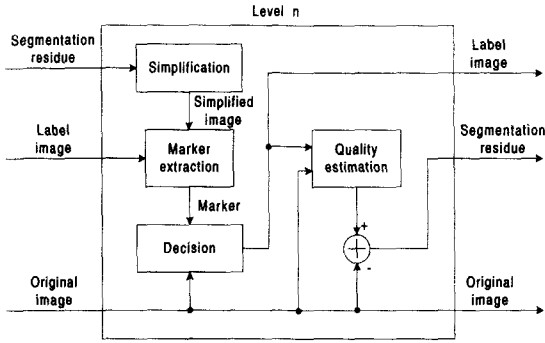 Level n
Segmentation
residue
Simplification
Simplified
image
Label
image
Label
image
Marker
extraction
Quality
estimation
Segmentation
residue
Marker
Decision
+
-
Original
image
Original
image